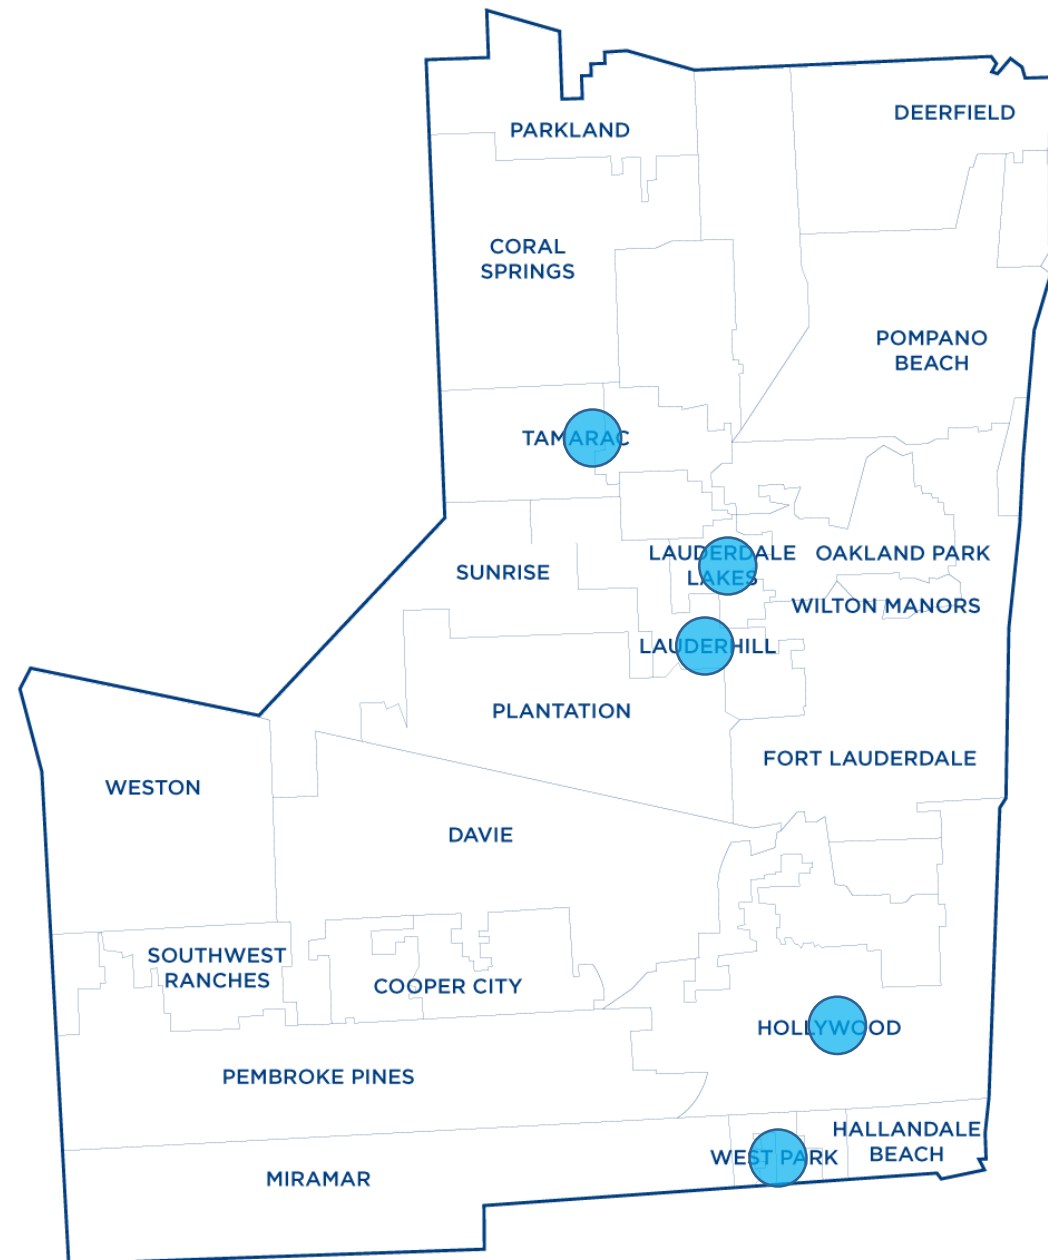 DEERFIELD
PARKLAND
CORAL
SPRINGS
POMPANO
BEACH
TAMARAC
LAUDERDALE
LAKES
OAKLAND PARK
SUNRISE
WILTON MANORS
LAUDERHILL
PLANTATION
FORT LAUDERDALE
WESTON
DAVIE
SOUTHWEST
RANCHES
COOPER CITY
HOLLYWOOD
PEMBROKE PINES
HALLANDALE
BEACH
WEST PARK
MIRAMAR